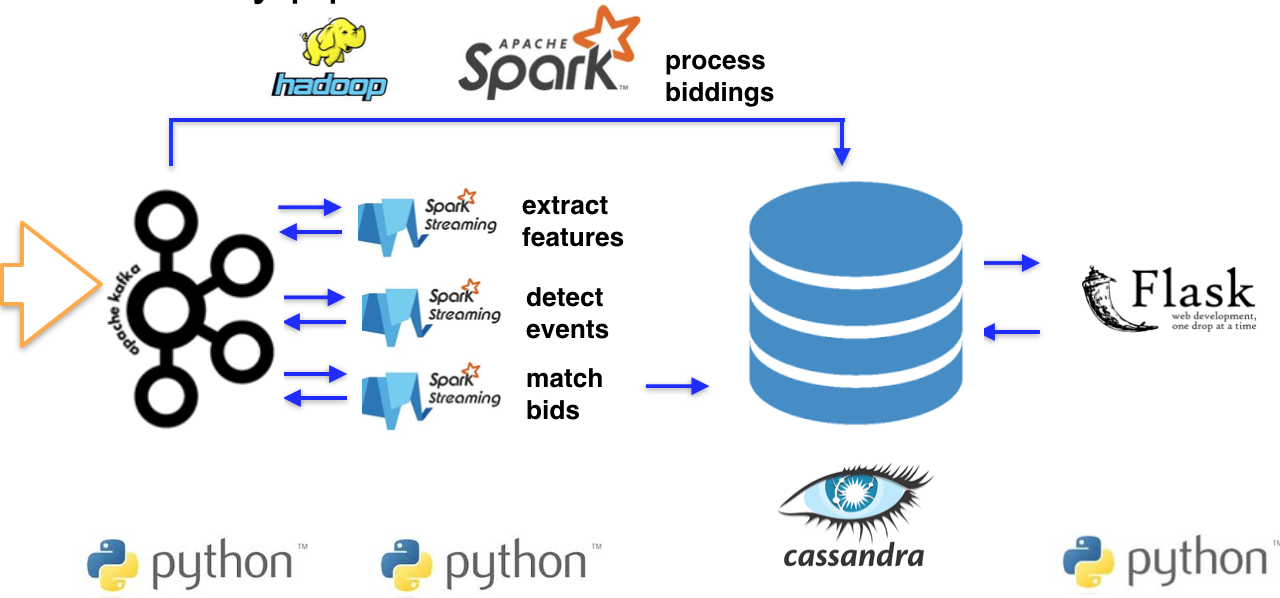 hadoop
APACHE
Spark™
process
biddings
apache kafka
Spark
Streaming
extract
features
Spark
Streaming
detect
events
Spark
Streaming
match
bids
Flask
web development,
one drop at a time
cassandra
python™
python™
python™